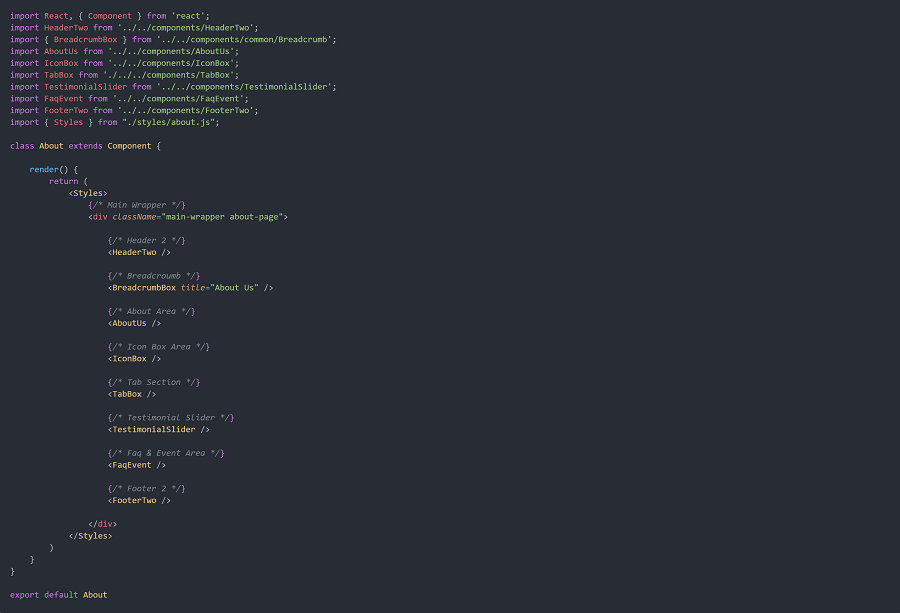 import React, { Component } from 'react';
import HeaderTwo from '../../components/HeaderTwo';
import { BreadcrumbBox } from '../../components/common/Breadcrumb';
import AboutUs from '../../components/AboutUs';
import IconBox from '../../components/IconBox';
import TabBox from './../../components/TabBox';
import TestimonialSlider from '../../components/TestimonialSlider';
import FaqEvent from '../../components/FaqEvent';
import FooterTwo from '../../components/FooterTwo';
import { Styles } from "./styles/about.js";

class About extends Component {

    render() {
        return (
            <Styles>
                {/* Main Wrapper */}
                <div className="main-wrapper about-page">

                    {/* Header 2 */}
                    <HeaderTwo />

                    {/* Breadcroumb */}
                    <BreadcrumbBox title="About Us" />

                    {/* About Area */}
                    <AboutUs />

                    {/* Icon Box Area */}
                    <IconBox />

                    {/* Tab Section */}
                    <TabBox />

                    {/* Testimonial Slider */}
                    <TestimonialSlider />

                    {/* Faq & Event Area */}
                    <FaqEvent />

                    {/* Footer 2 */}
                    <FooterTwo />

                </div>
            </Styles>
        )
    }
}

export default About